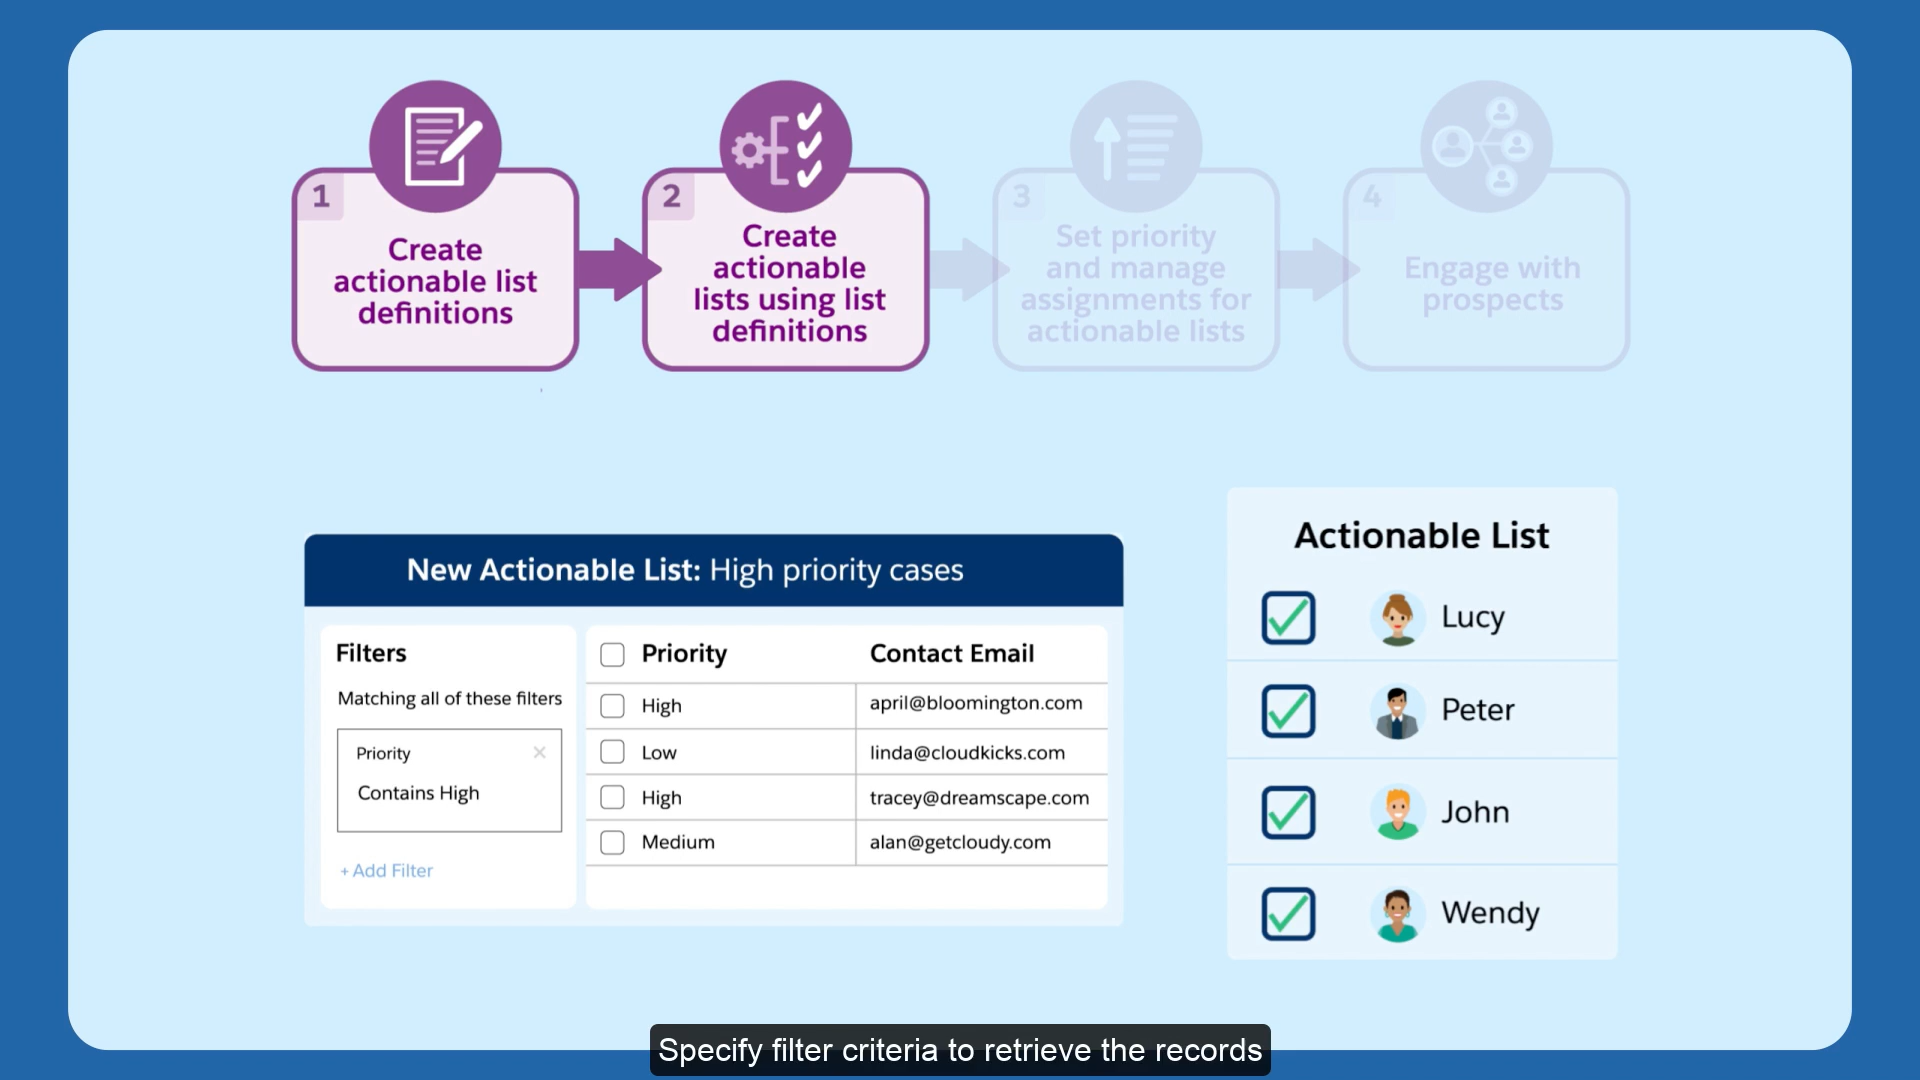 1
Create
actionable list
definitions
2
Create
actionable
lists using list
definitions
3
Set priority
and manage
assignments for
actionable lists
4
Engage with
prospects
New Actionable List: High priority cases
Filters
Matching all of these filters
Priority ×
Contains High
+ Add Filter
Priority Contact Email
High april@bloomington.com
Low linda@cloudkicks.com
High tracey@dreamscape.com
Medium alan@getcloudy.com
Actionable List
Lucy
Peter
John
Wendy
Specify filter criteria to retrieve the records